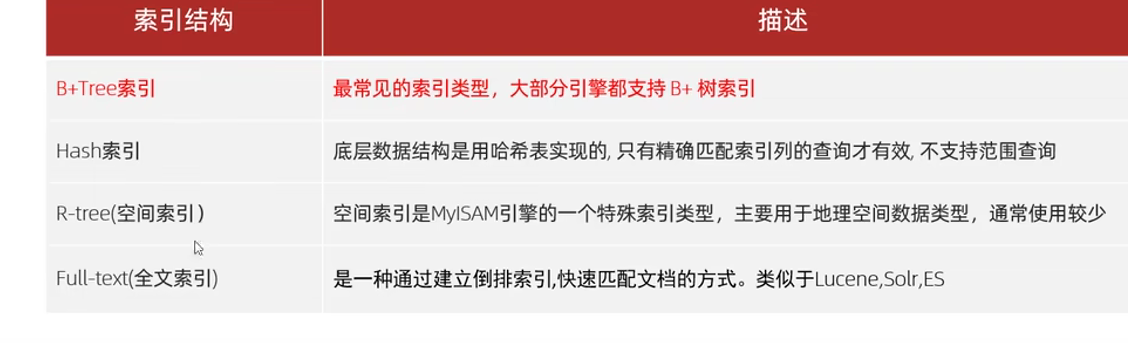 索引结构 描述
B+Tree索引 最常见的索引类型，大部分引擎都支持 B+ 树索引
Hash索引 底层数据结构是用哈希表实现的, 只有精确匹配索引列的查询才有效, 不支持范围查询
R-tree(空间索引） 空间索引是MyISAM引擎的一个特殊索引类型，主要用于地理空间数据类型，通常使用较少
Full-text(全文索引) 是一种通过建立倒排索引,快速匹配文档的方式。类似于Lucene,Solr,ES